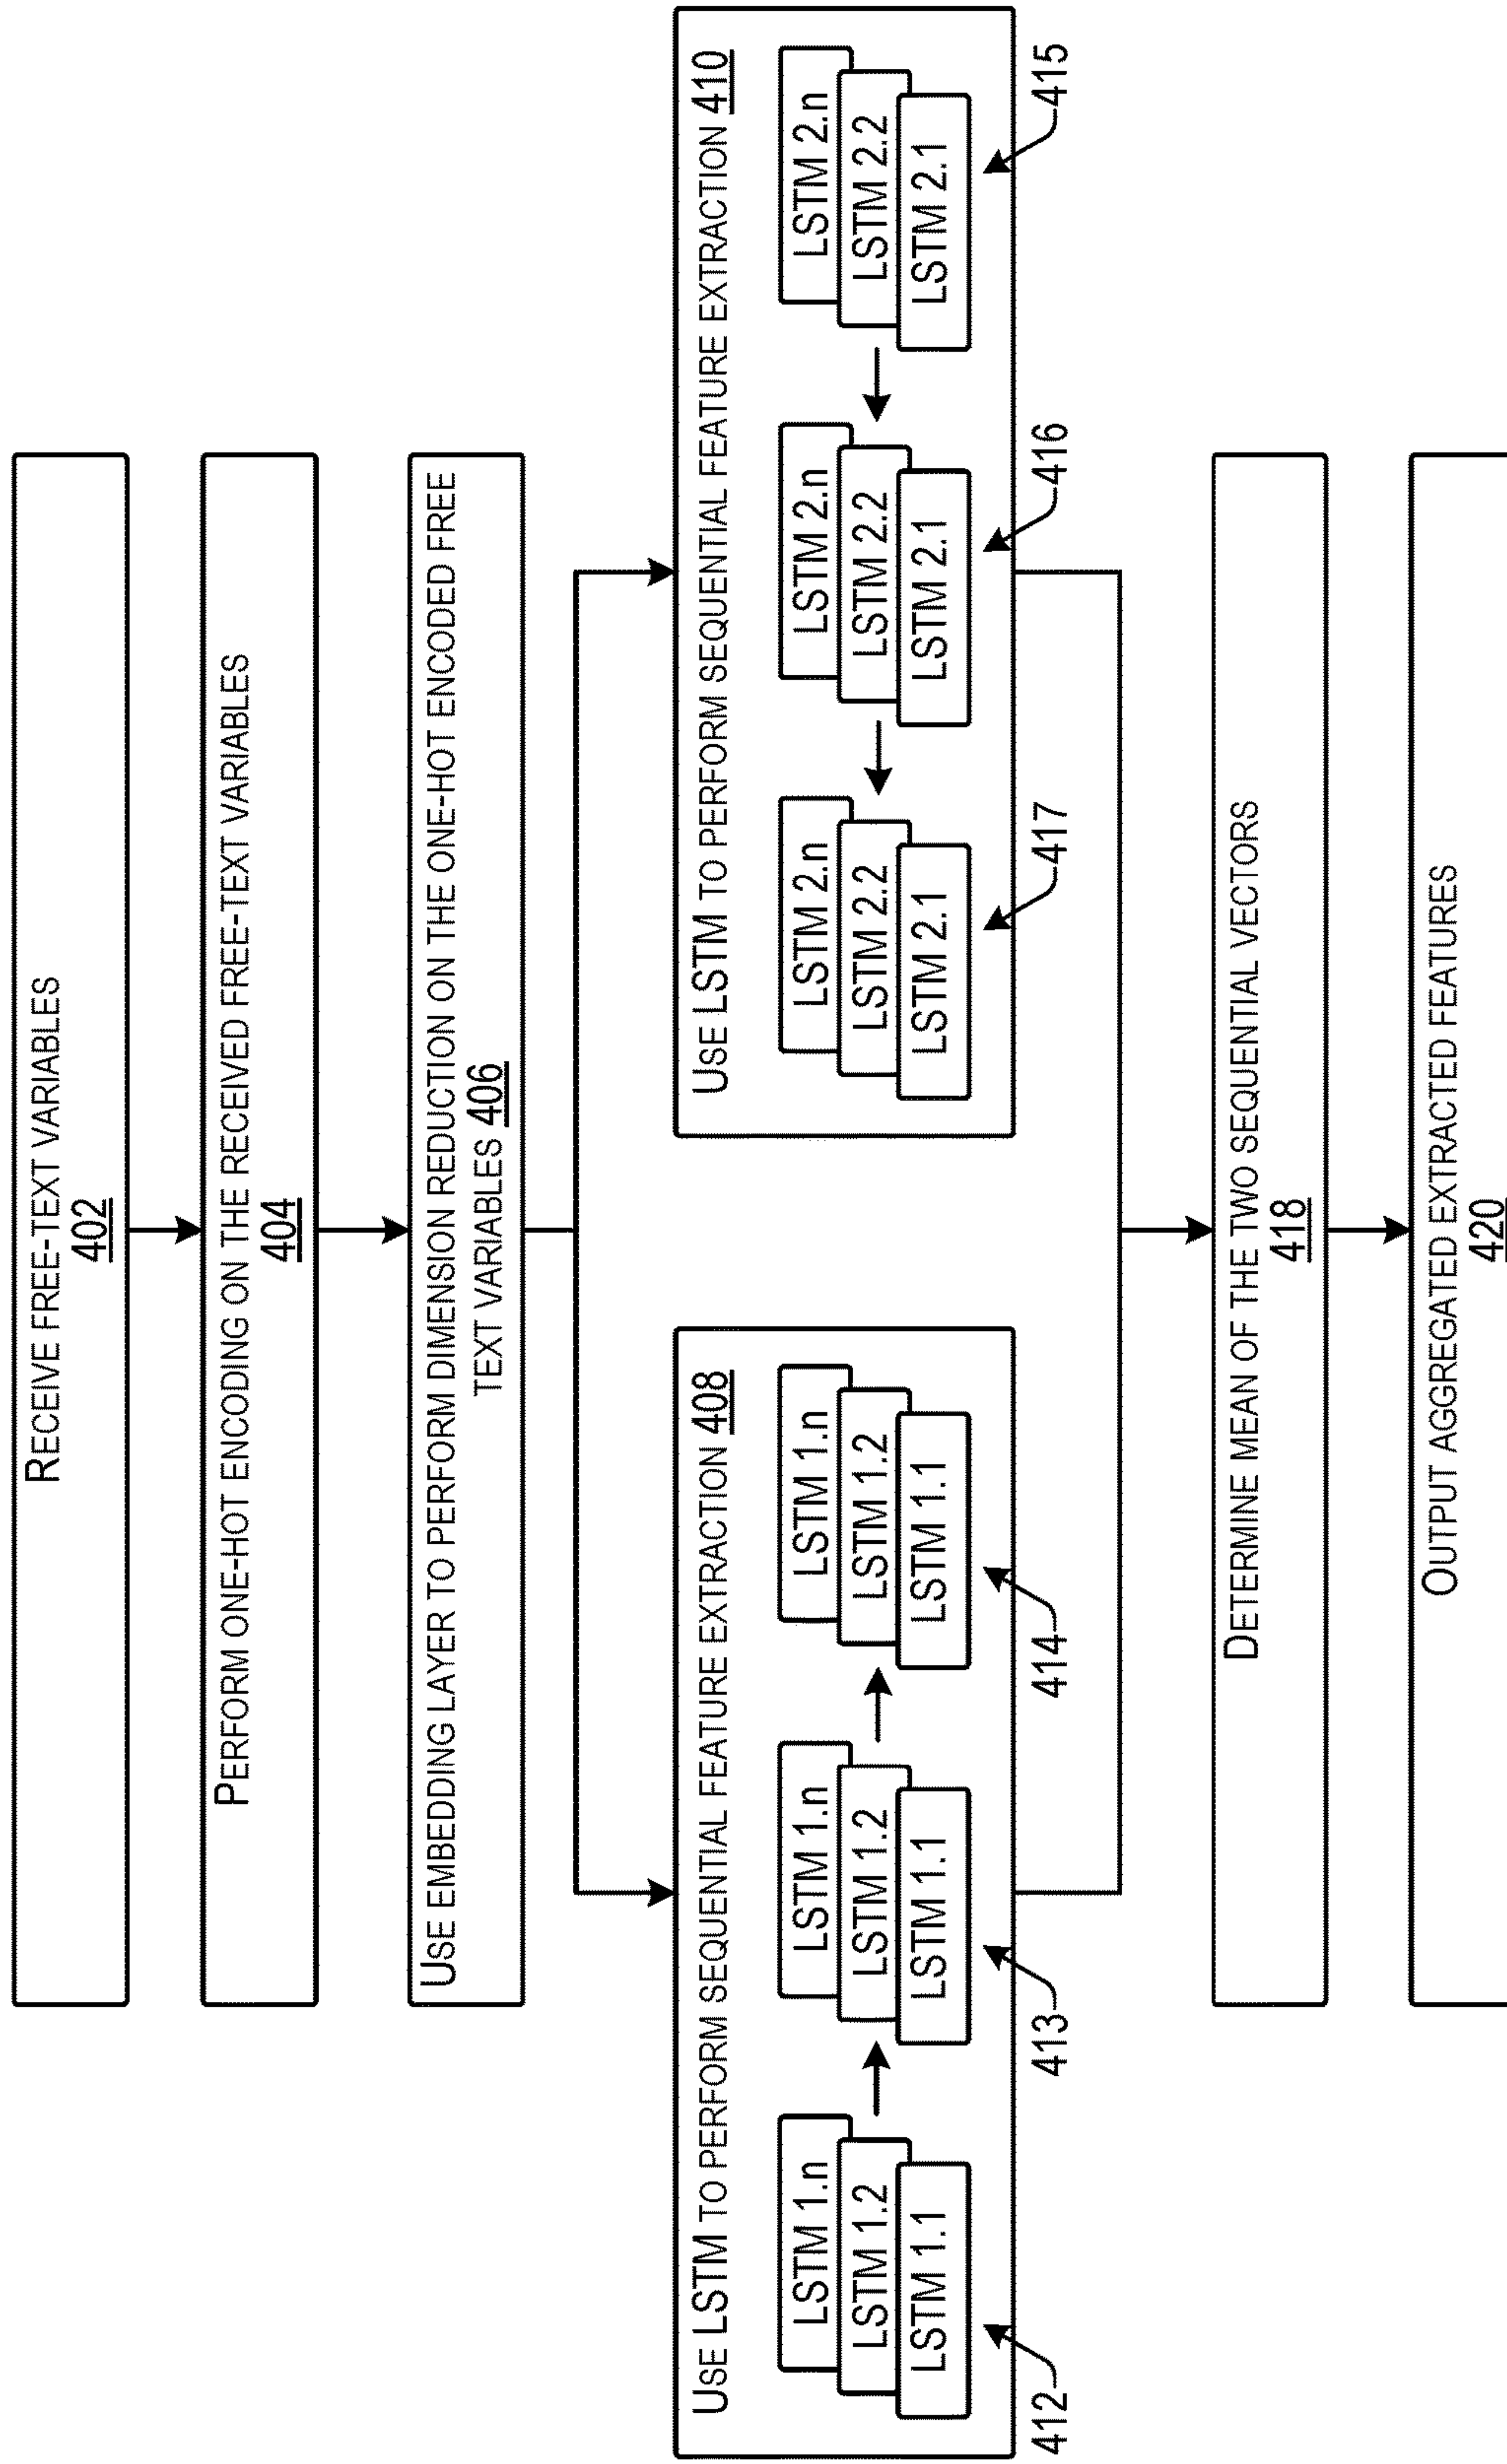 RECEIVE FREE-TEXT VARIABLES
402
PERFORM ONE-HOT ENCODING ON THE RECEIVED FREE-TEXT VARIABLES
404
USE EMBEDDING LAYER TO PERFORM DIMENSION REDUCTION ON THE ONE-HOT ENCODED FREE
TEXT VARIABLES 406
USE LSTM TO PERFORM SEQUENTIAL FEATURE EXTRACTION 408
LSTM 1.n
LSTM 1.2
LSTM 1.1
412
LSTM 1.n
LSTM 1.2
LSTM 1.1
413
LSTM 1.n
LSTM 1.2
LSTM 1.1
414
USE LSTM TO PERFORM SEQUENTIAL FEATURE EXTRACTION 410
LSTM 2.n
LSTM 2.2
LSTM 2.1
417
LSTM 2.n
LSTM 2.2
LSTM 2.1
416
LSTM 2.n
LSTM 2.2
LSTM 2.1
415
DETERMINE MEAN OF THE TWO SEQUENTIAL VECTORS
418
OUTPUT AGGREGATED EXTRACTED FEATURES
420